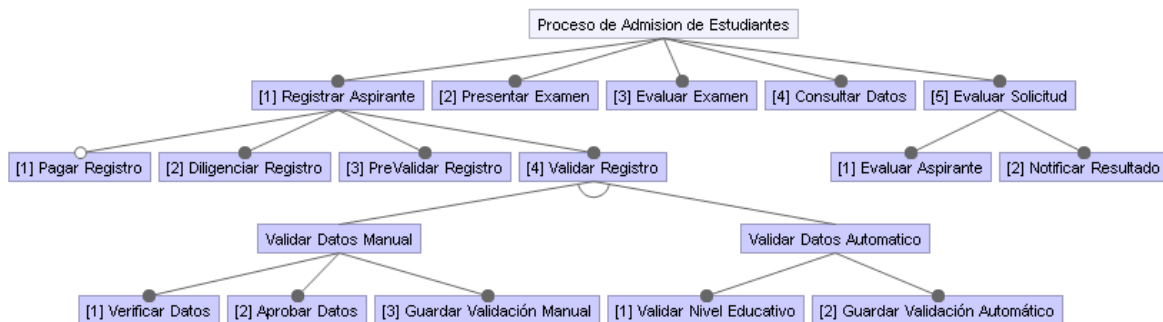 Proceso de Admision de Estudiantes
[1] Registrar Aspirante
[2] Presentar Examen
[3] Evaluar Examen
[4] Consultar Datos
[5] Evaluar Solicitud
[1] Pagar Registro
[2] Diligenciar Registro
[3] PreValidar Registro
[4] Validar Registro
[1] Evaluar Aspirante
[2] Notificar Resultado
Validar Datos Manual
Validar Datos Automatico
[1] Verificar Datos
[2] Aprobar Datos
[3] Guardar Validación Manual
[1] Validar Nivel Educativo
[2] Guardar Validación Automático